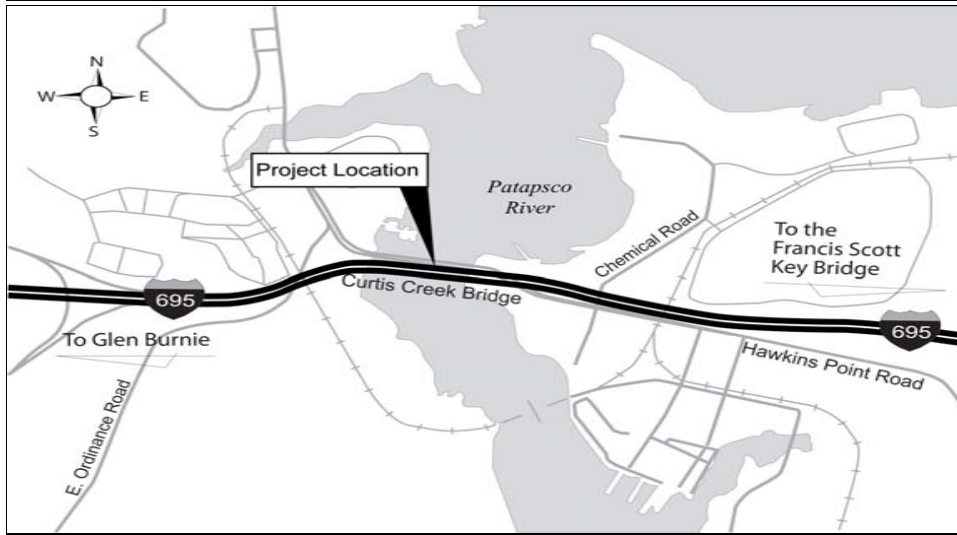 N
W E
S
Project Location
Patapsco
River
Chemical Road
To the
Francis Scott
Key Bridge
Curtis Creek Bridge
695
695
To Glen Burnie
Hawkins Point Road
E. Ordinance Road